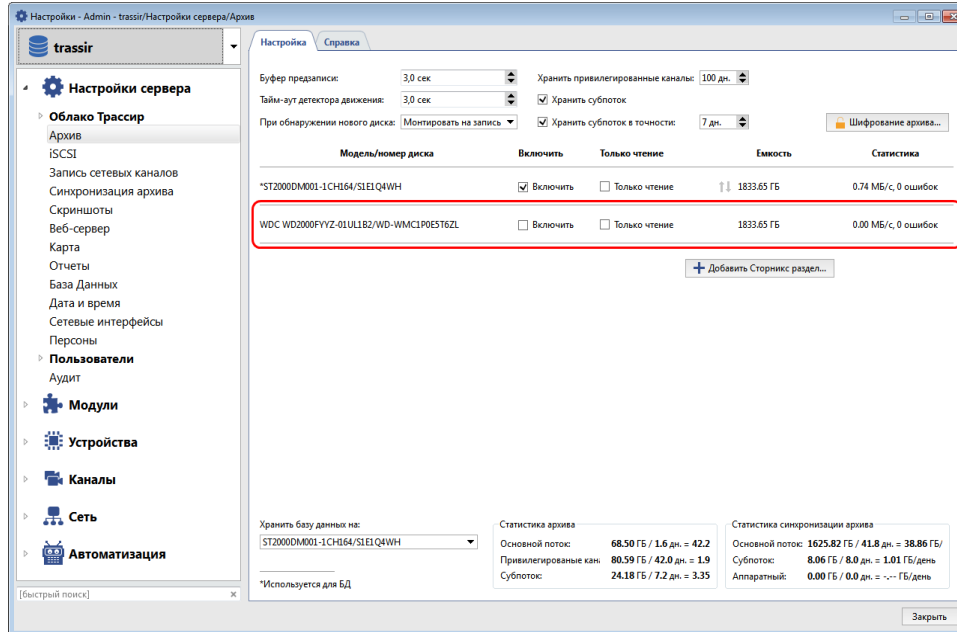 Настройки - Admin - trassir/Настройки сервера/Архив
trassir
Настройки сервера
Облако Трассир
Архив
iSCSI
Запись сетевых каналов
Синхронизация архива
Скриншоты
Веб-сервер
Карта
Отчеты
База Данных
Дата и время
Сетевые интерфейсы
Персоны
Пользователи
Аудит
Модули
Устройства
Каналы
Сеть
Автоматизация
[быстрый поиск]
Настройка Справка
Буфер предзаписи: 3,0 сек Хранить привилегированные каналы: 100 дн.
Тайм-аут детектора движения: 3,0 сек Хранить субпоток
При обнаружении нового диска: Монтировать на запись Хранить субпоток в точности: 7 дн. Шифрование архива...
Модель/номер диска Включить Только чтение Емкость Статистика
*ST2000DM001-1CH164/S1E1Q4WH Включить Только чтение 1833.65 ГБ 0.74 МБ/с, 0 ошибок
WDC WD2000FYYZ-01UL1B2/WD-WMC1P0E5T6ZL Включить Только чтение 1833.65 ГБ 0.00 МБ/с, 0 ошибок
Добавить Сторникс раздел...
Хранить базу данных на:
ST2000DM001-1CH164/S1E1Q4WH
*Используется для БД
Статистика архива
Основной поток: 68.50 ГБ / 1.6 дн. = 42.2
Привилегированые кан 80.59 ГБ / 42.0 дн. = 1.9
Субпоток: 24.18 ГБ / 7.2 дн. = 3.35
Статистика синхронизации архива
Основной поток: 1625.82 ГБ / 41.8 дн. = 38.86 ГБ/
Субпоток: 8.06 ГБ / 8.0 дн. = 1.01 ГБ/день
Аппаратный: 0.00 ГБ / 0.0 дн. = -.-- ГБ/день
Закрыть